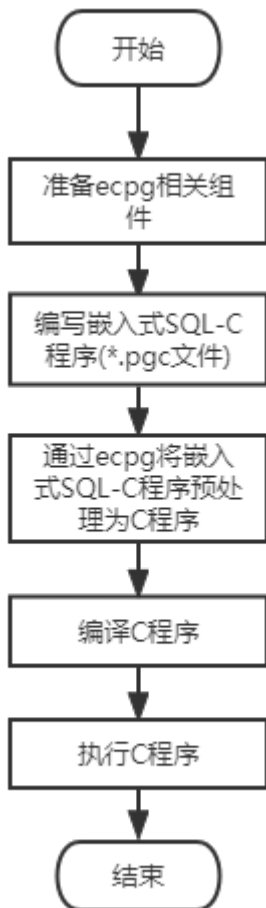 开始
准备ecpg相关组
件
编写嵌入式SQL-C
程序(*.pgc文件)
通过ecpg将嵌入
式SQL-C程序预处
理为C程序
编译C程序
执行C程序
结束